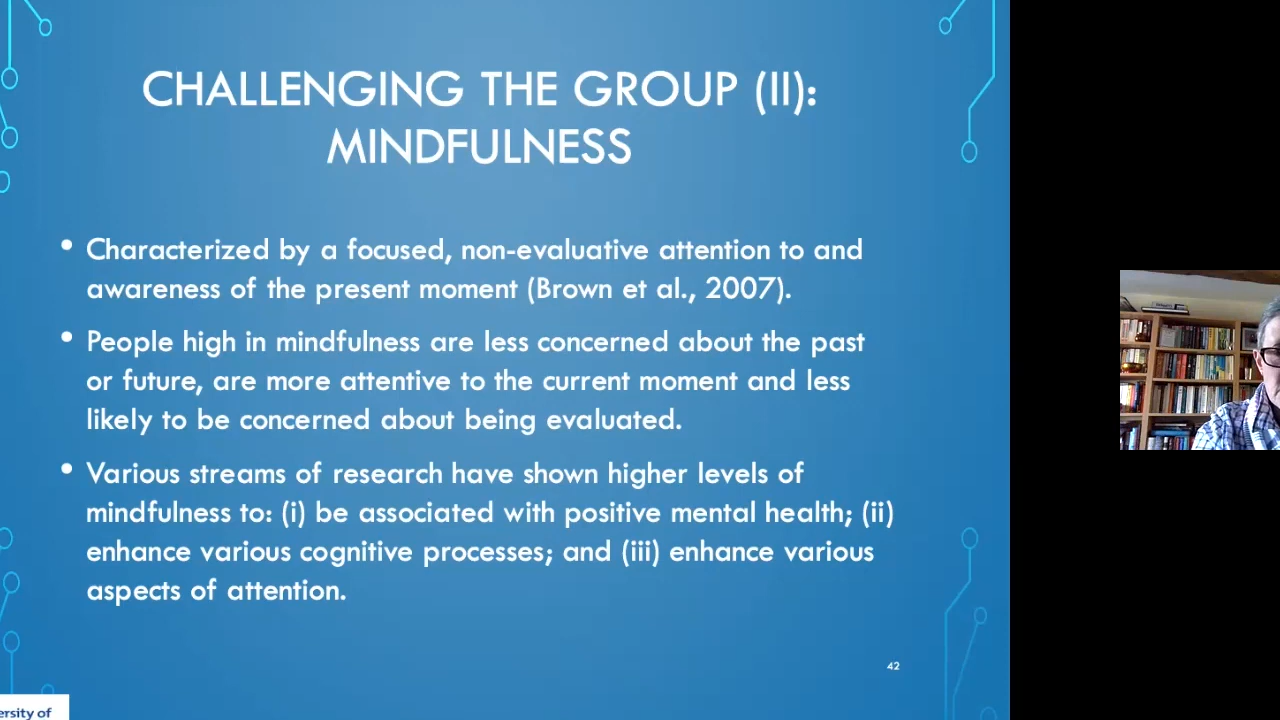 CHALLENGING THE GROUP (II):
MINDFULNESS
• Characterized by a focused, non-evaluative attention to and
awareness of the present moment (Brown et al., 2007).
• People high in mindfulness are less concerned about the past
or future, are more attentive to the current moment and less
likely to be concerned about being evaluated.
• Various streams of research have shown higher levels of
mindfulness to: (i) be associated with positive mental health; (ii)
enhance various cognitive processes; and (iii) enhance various
aspects of attention.
42
ersity of